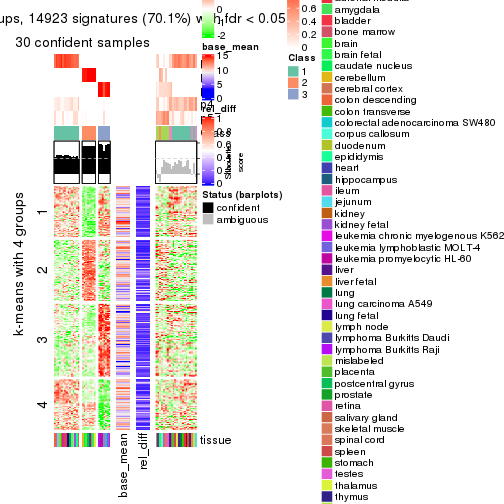 ups, 14923 signatures (70.1%) with fdr < 0.05
30 confident samples
k-means with 4 groups
1
2
3
4
base_mean
rel_diff
tissue
0
-2
base_mean
15
10
5
0
rel_diff
1
0.8
0
Status (barplots)
confident
ambiguous
0.6
0.4
0.2
0
Class
1
2
3
amygdala
bladder
bone marrow
brain
brain fetal
caudate nucleus
cerebellum
cerebral cortex
colon descending
colon transverse
colorectal adenocarcinoma SW480
corpus callosum
duodenum
epididymis
heart
hippocampus
ileum
jejunum
kidney
kidney fetal
leukemia chronic myelogenous K562
leukemia lymphoblastic MOLT-4
leukemia promyelocytic HL-60
liver
liver fetal
lung
lung carcinoma A549
lung fetal
lymph node
lymphoma Burkitts Daudi
lymphoma Burkitts Raji
mislabeled
placenta
postcentral gyrus
prostate
retina
salivary gland
skeletal muscle
spinal cord
spleen
stomach
testes
thalamus
thymus